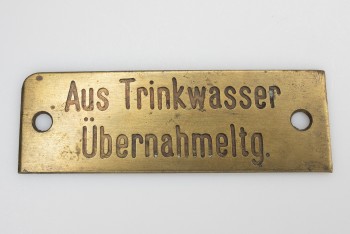 Aus Trinkwasser
Übernahmeltg.